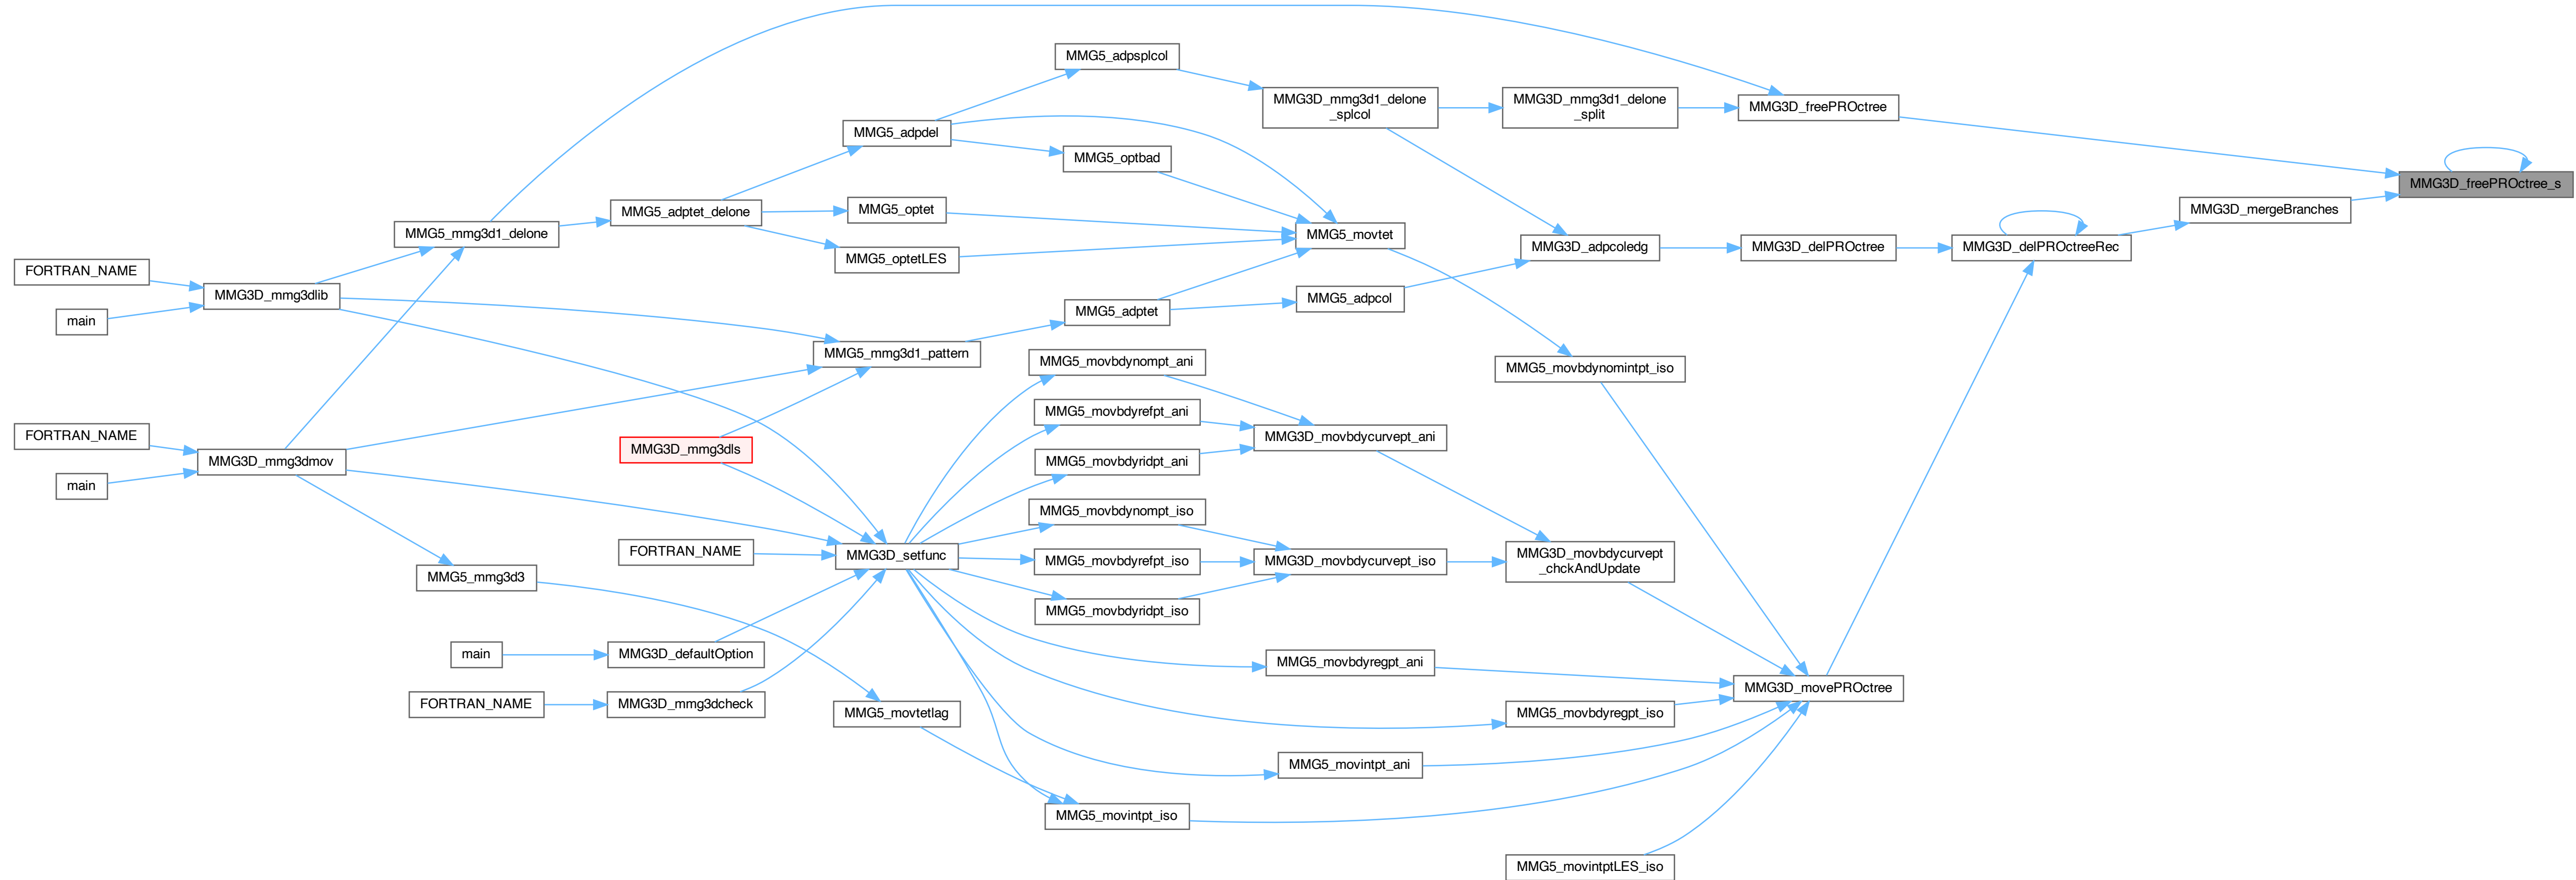 MMG5_adpsplcol
MMG3D_mmg3d1_delone
_splcol
MMG3D_mmg3d1_delone
_split
MMG3D_freePROctree
MMG5_adpdel
MMG5_optbad
MMG3D_freePROctree_s
MMG5_adptet_delone
MMG5_optet
MMG3D_mergeBranches
MMG5_mmg3d1_delone
MMG5_movtet
MMG5_optetLES
MMG3D_adpcoledg
MMG3D_delPROctree
MMG3D_delPROctreeRec
FORTRAN_NAME
MMG3D_mmg3dlib
MMG5_adpcol
main
MMG5_adptet
MMG5_mmg3d1_pattern
MMG5_movbdynompt_ani
MMG5_movbdynomintpt_iso
MMG5_movbdyrefpt_ani
FORTRAN_NAME
MMG3D_mmg3dls
MMG3D_movbdycurvept_ani
MMG3D_mmg3dmov
MMG5_movbdyridpt_ani
main
MMG5_movbdynompt_iso
FORTRAN_NAME
MMG3D_setfunc
MMG5_movbdyrefpt_iso
MMG3D_movbdycurvept_iso
MMG3D_movbdycurvept
_chckAndUpdate
MMG5_mmg3d3
MMG5_movbdyridpt_iso
main
MMG3D_defaultOption
MMG5_movbdyregpt_ani
MMG3D_movePROctree
FORTRAN_NAME
MMG3D_mmg3dcheck
MMG5_movtetlag
MMG5_movbdyregpt_iso
MMG5_movintpt_ani
MMG5_movintpt_iso
MMG5_movintptLES_iso